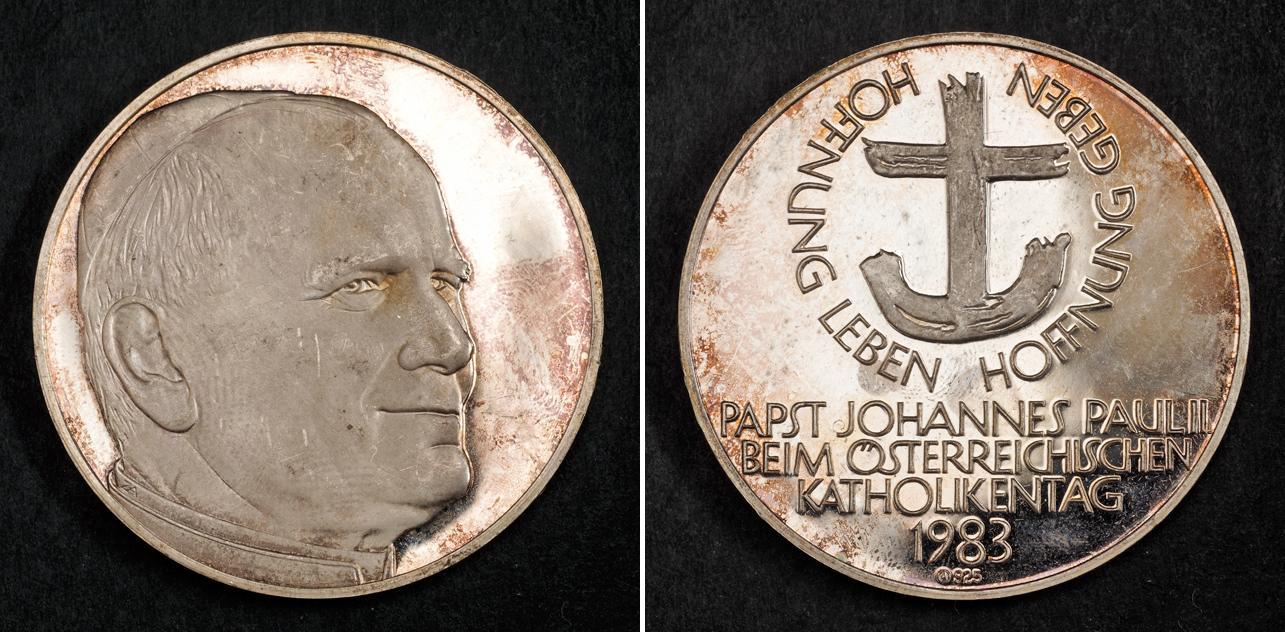 HOFFNUNG LEBEN HOFFNUNG GEBEN
PAPST JOHANNES PAUL II.
BEIM ÖSTERREICHISCHEN
KATHOLIKENTAG
1983
925